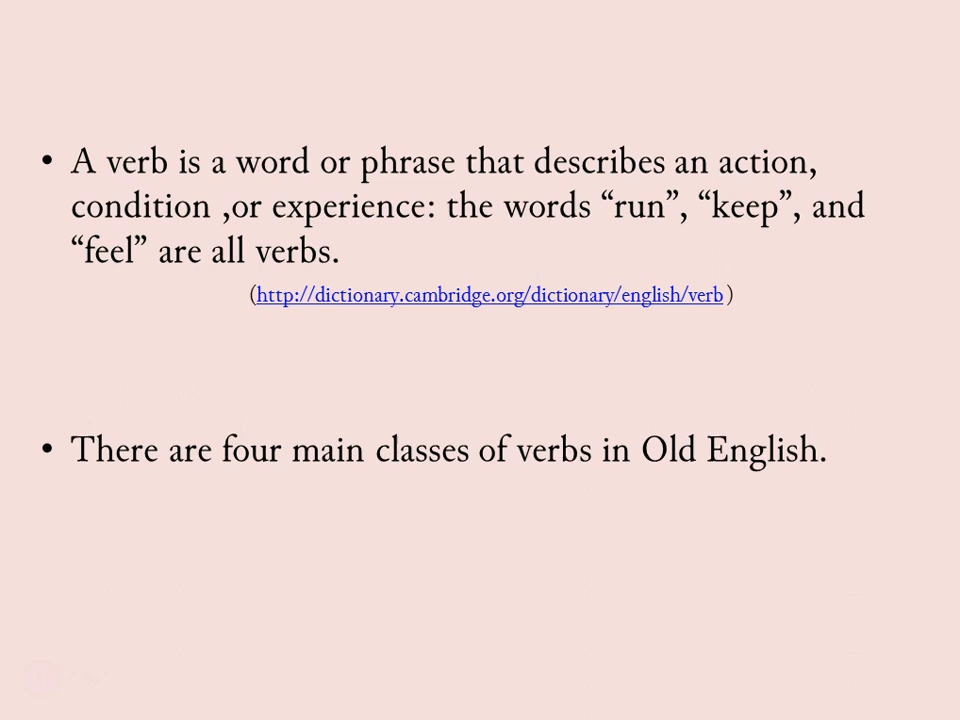 • A verb is a word or phrase that describes an action,
condition ,or experience: the words “run”, “keep”, and
“feel” are all verbs.
(http://dictionary.cambridge.org/dictionary/english/verb )
• There are four main classes of verbs in Old English.